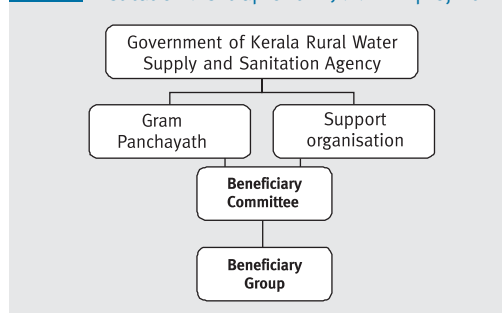 Government of Kerala Rural Water
Supply and Sanitation Agency
Gram
Panchayath
Support
organisation
Beneficiary
Committee
Beneficiary
Group